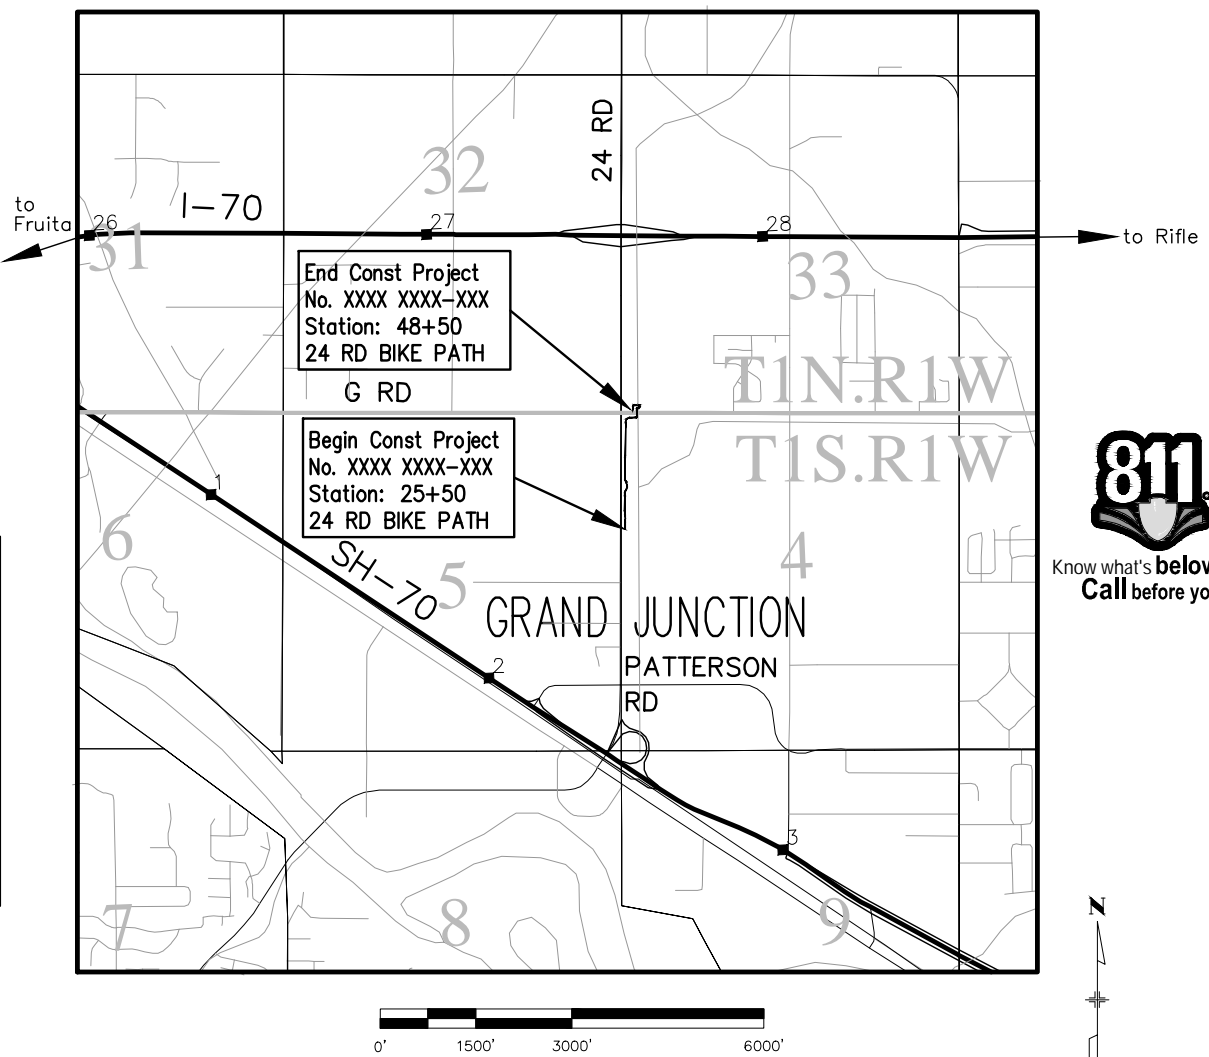 24 RD
32
I-70
to
Fruita
26
27
28
to Rifle
31
33
End Const Project
No. XXXX XXXX-XXX
Station: 48+50
24 RD BIKE PATH
G RD
T1N.R1W
T1S.R1W
Begin Const Project
No. XXXX XXXX-XXX
Station: 25+50
24 RD BIKE PATH
1
811
6
SH-70
5
4
Know what's below
Call before yo
GRAND JUNCTION
2
PATTERSON
RD
3
7
8
9
N
0' 1500' 3000' 6000'